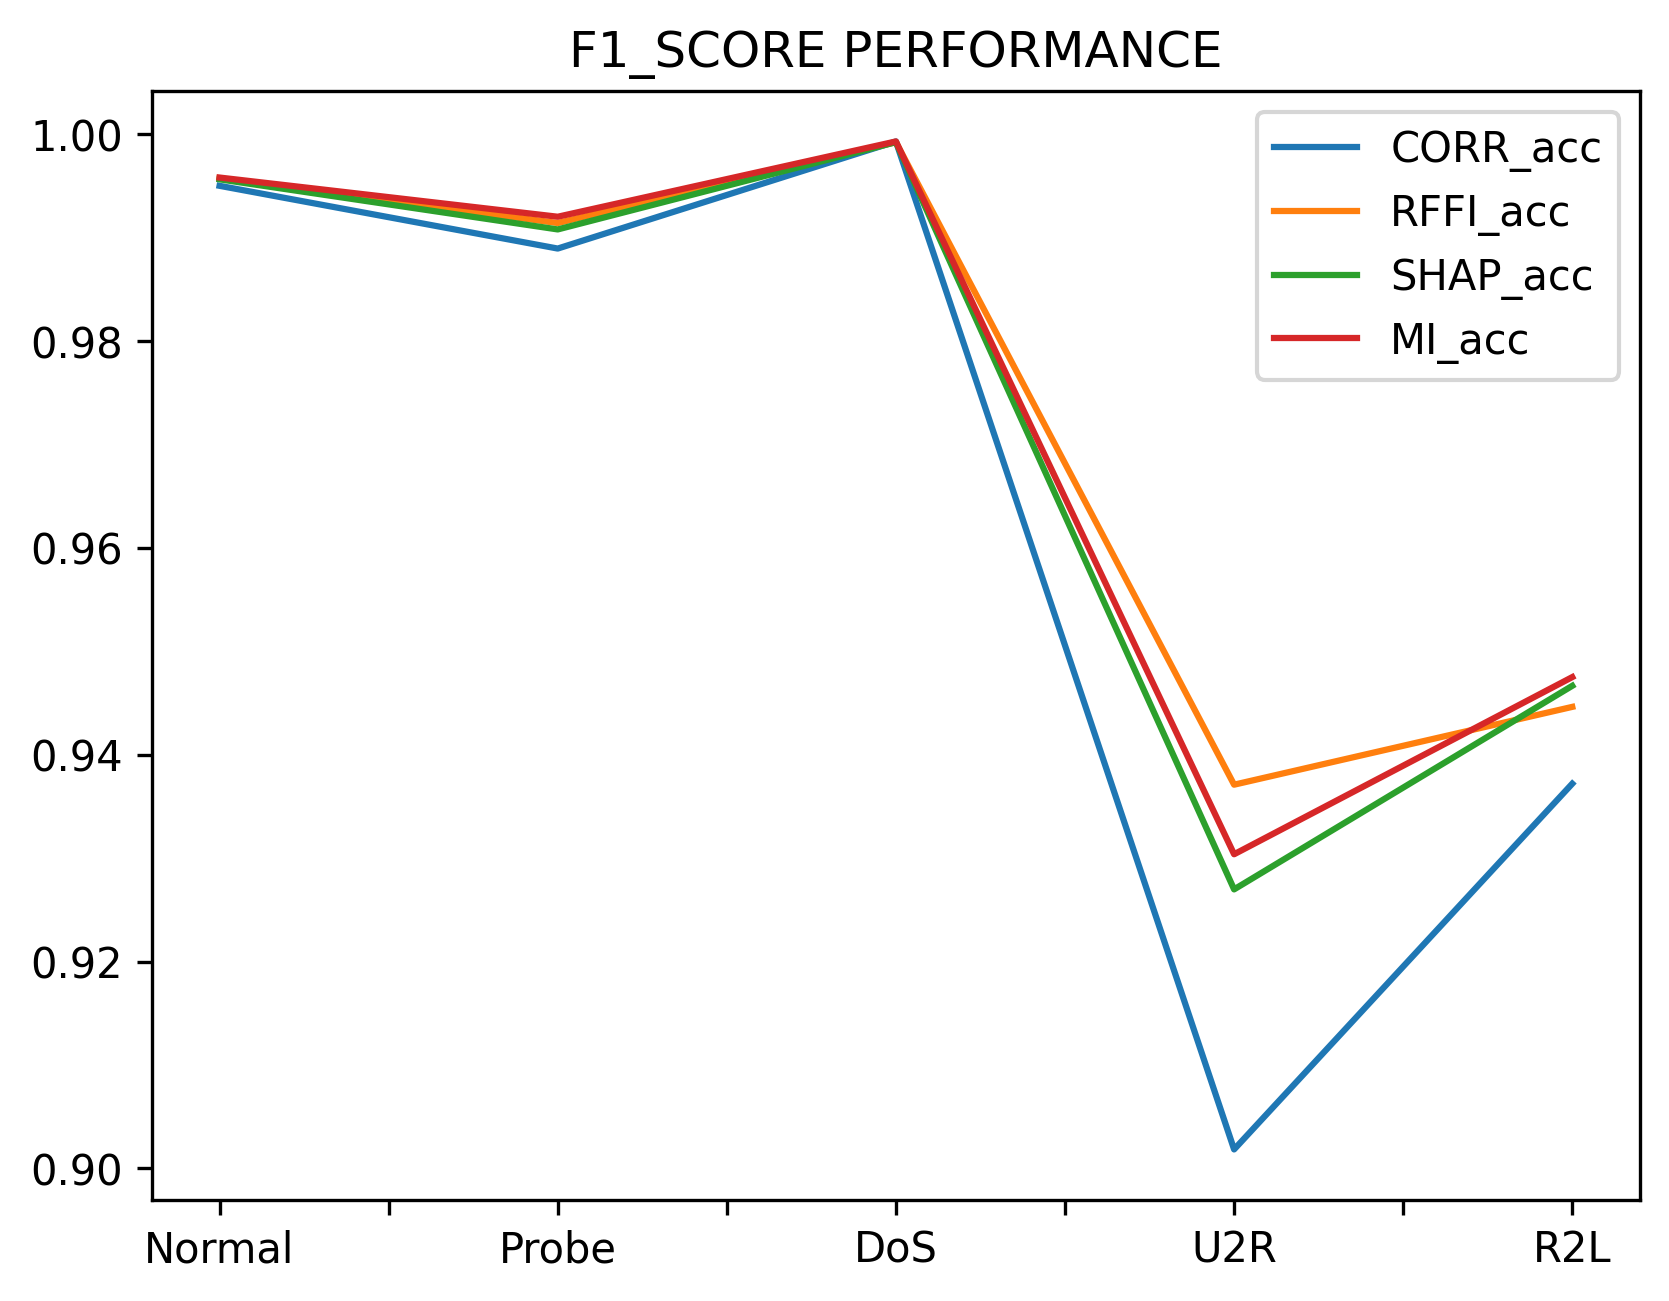 F1_SCORE PERFORMANCE
1.00
0.98
0.96
0.94
0.92
0.90
CORR_acc
RFFI_acc
SHAP_acc
MI_acc
Normal Probe DoS U2R R2L